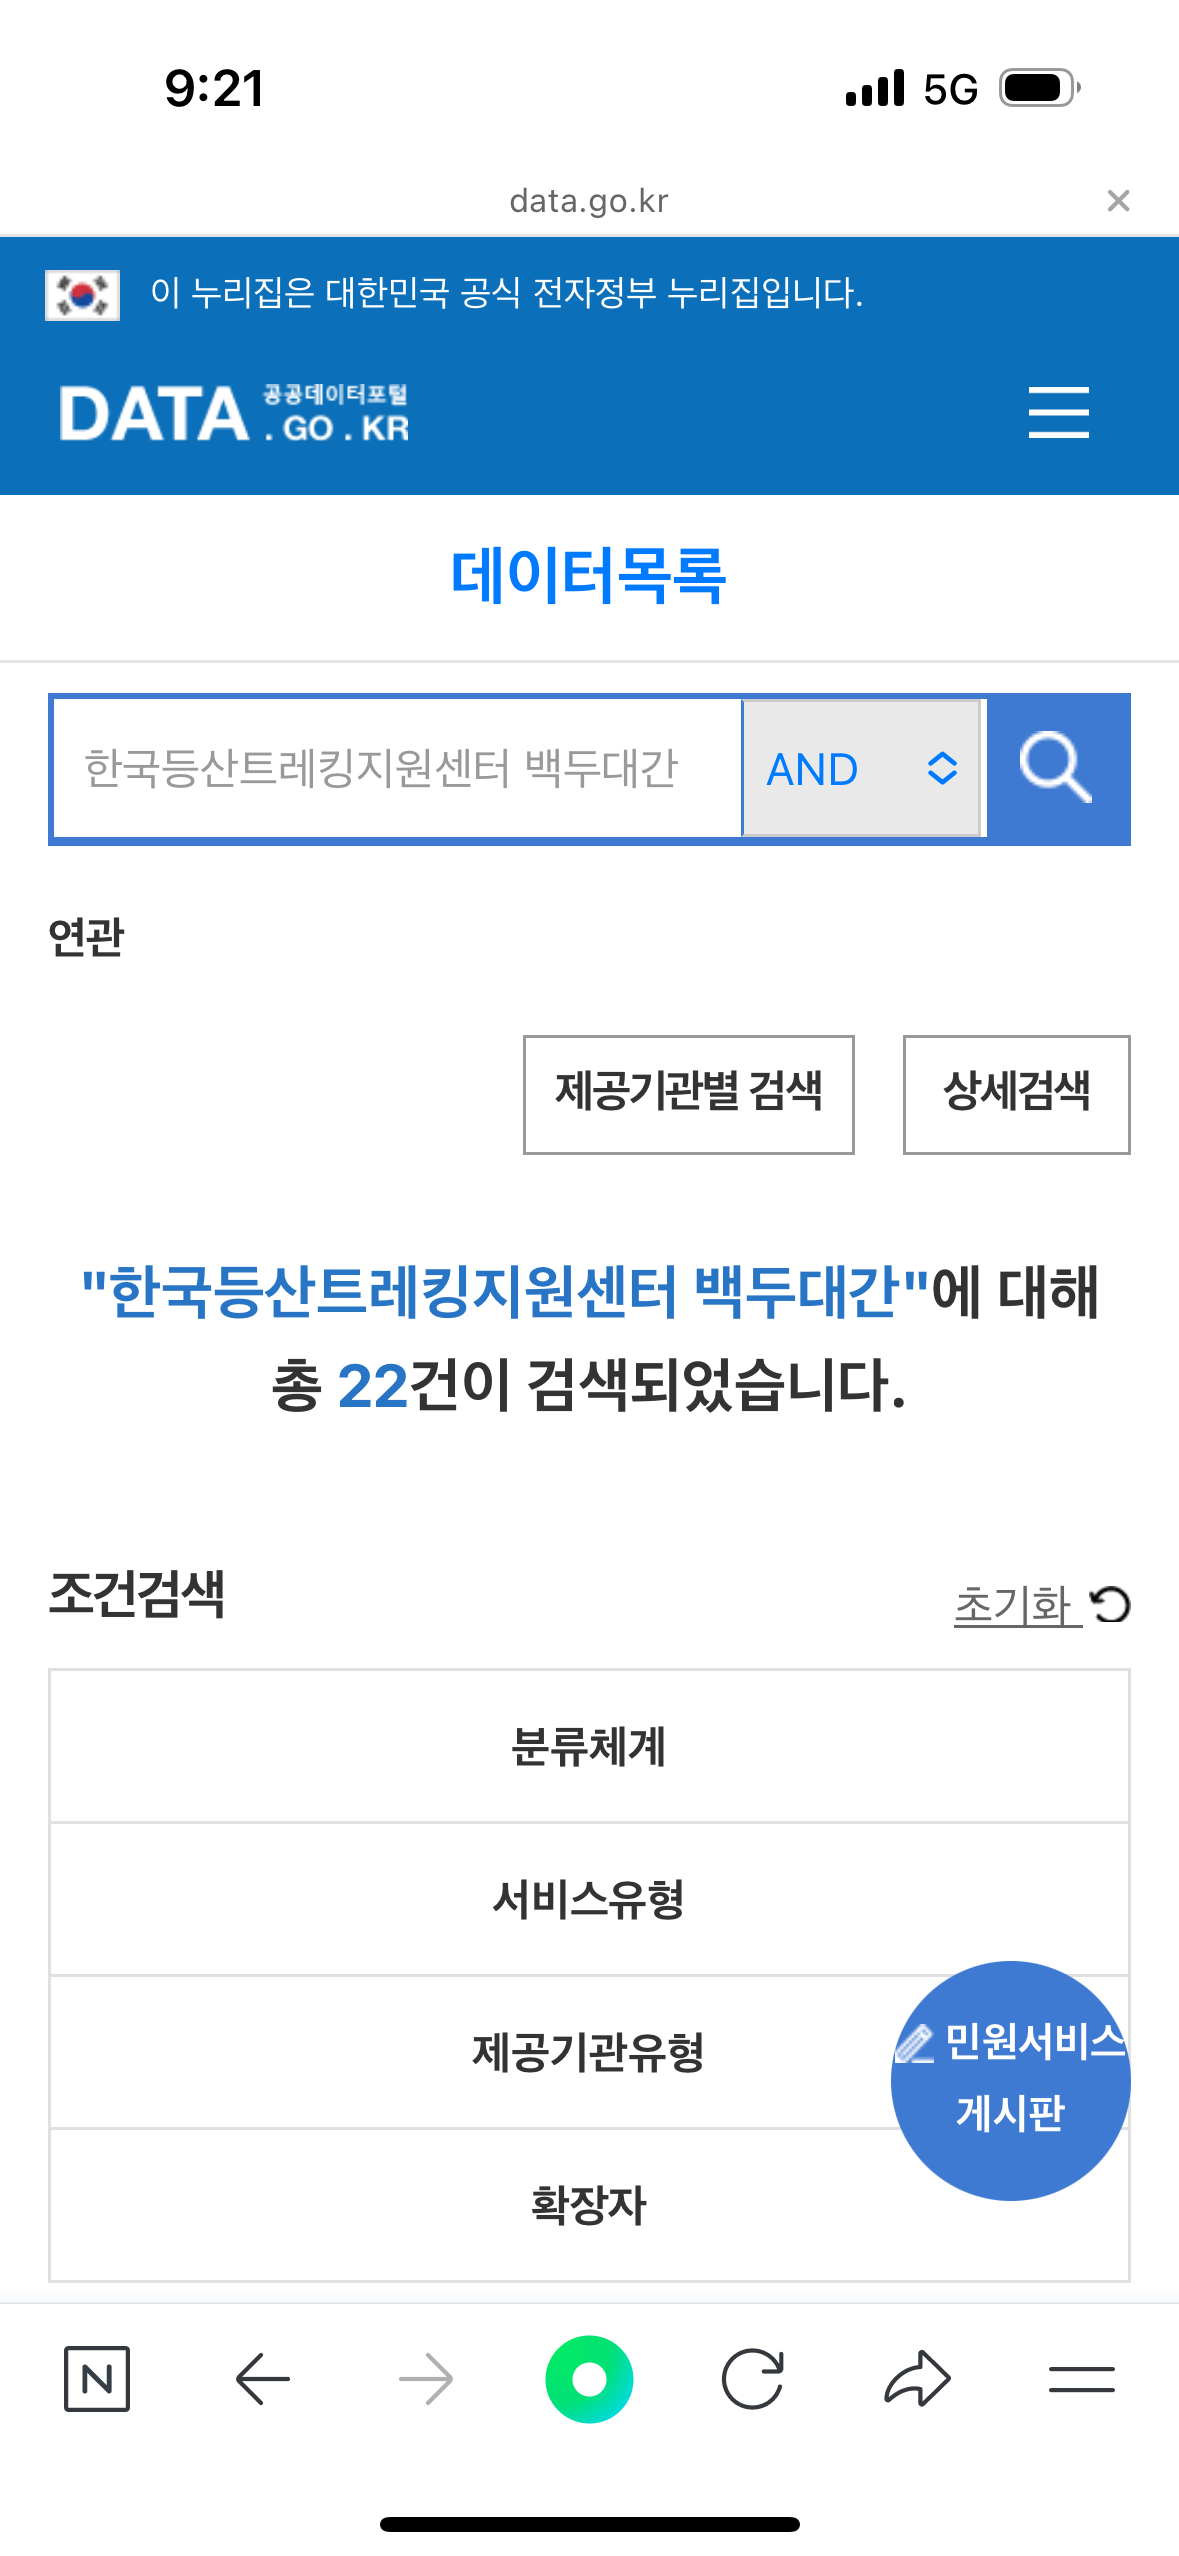 9:21
5G
data.go.kr
이 누리집은 대한민국 공식 전자정부 누리집입니다.
DATA 공공데이터포털
. GO . KR
데이터목록
한국등산트레킹지원센터 백두대간
AND
연관
제공기관별 검색
상세검색
"한국등산트레킹지원센터 백두대간"에 대해
총 22건이 검색되었습니다.
조건검색
초기화
분류체계
서비스유형
제공기관유형
민원서비스
게시판
확장자
N